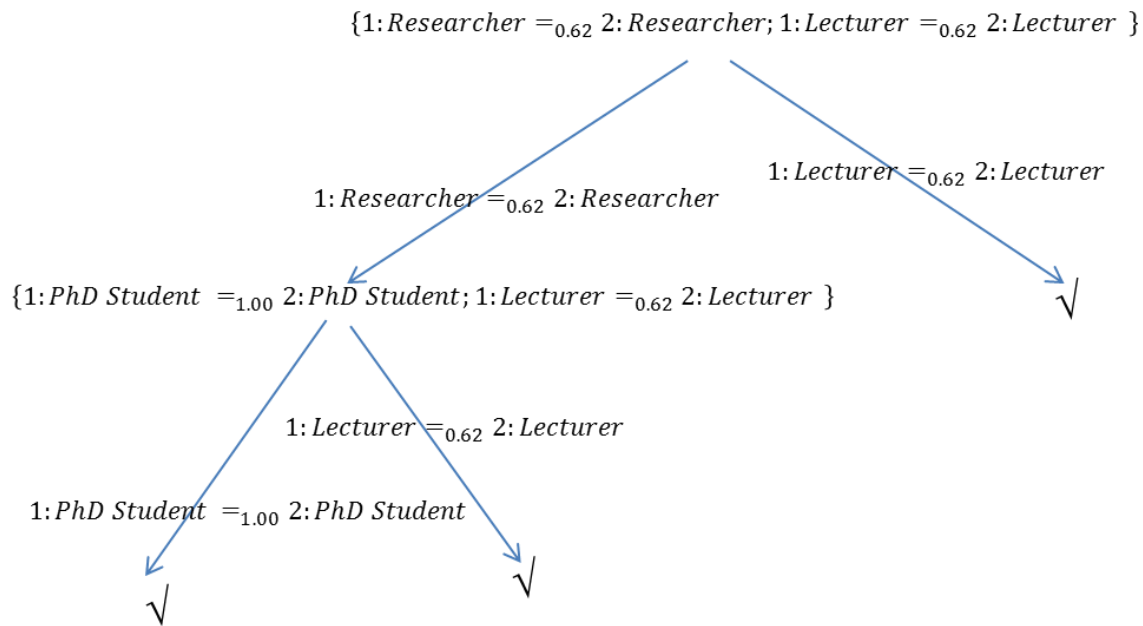 {1: Researcher =0.62 2: Researcher; 1: Lecturer =0.62 2: Lecturer }
1: Lecturer =0.62 2: Lecturer
1: Researcher =0.62 2: Researcher
{1: PhD Student =1.00 2: PhD Student; 1: Lecturer =0.62 2: Lecturer }
√
1: Lecturer =0.62 2: Lecturer
1: PhD Student =1.00 2: PhD Student
√
√